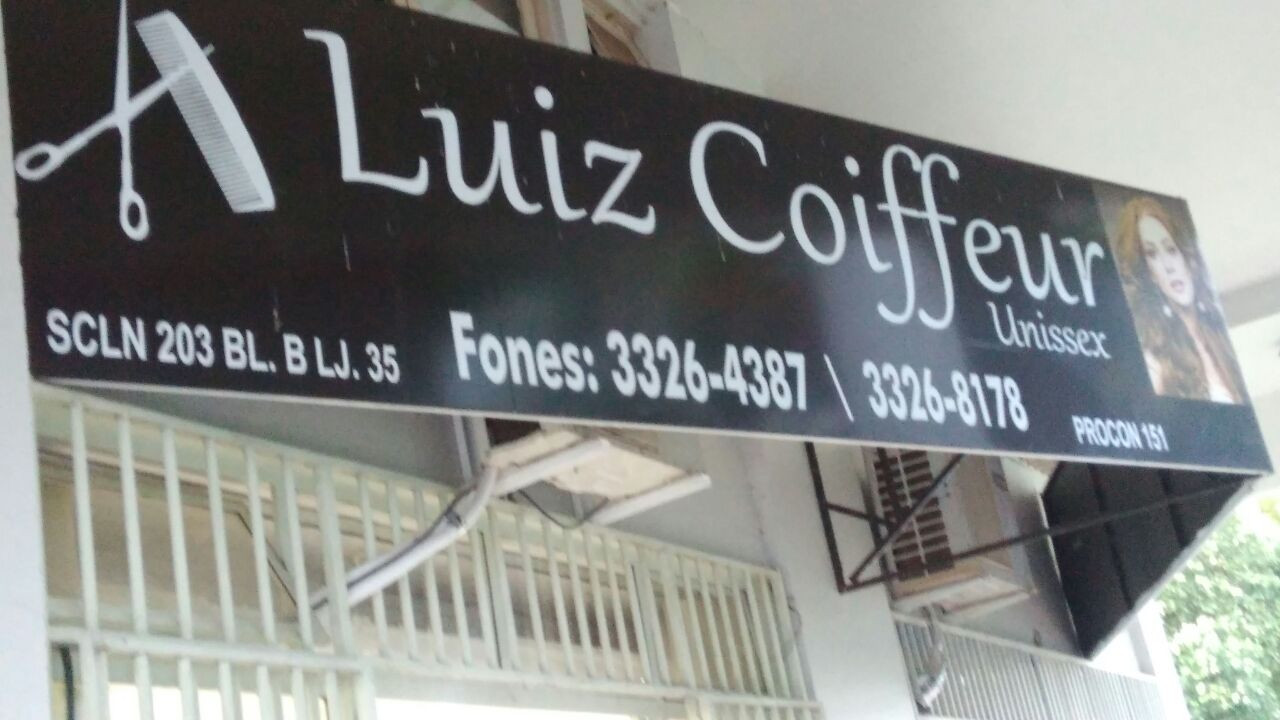 Luiz Coiffeur
Unissex
SCLN 203 BL. B LJ. 35
Fones: 3326-4387 \ 3326-8178
PROCON 151